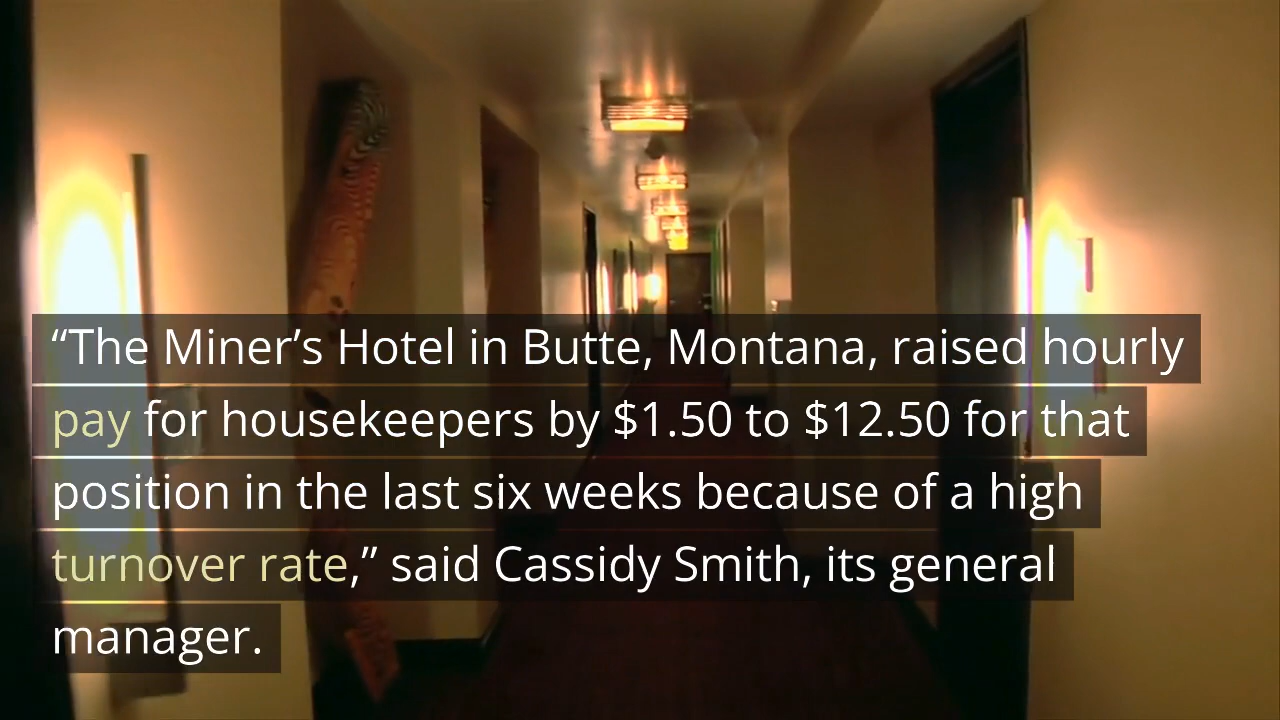 “The Miner’s Hotel in Butte, Montana, raised hourly
pay for housekeepers by $1.50 to $12.50 for that
position in the last six weeks because of a high
turnover rate,” said Cassidy Smith, its general
manager.